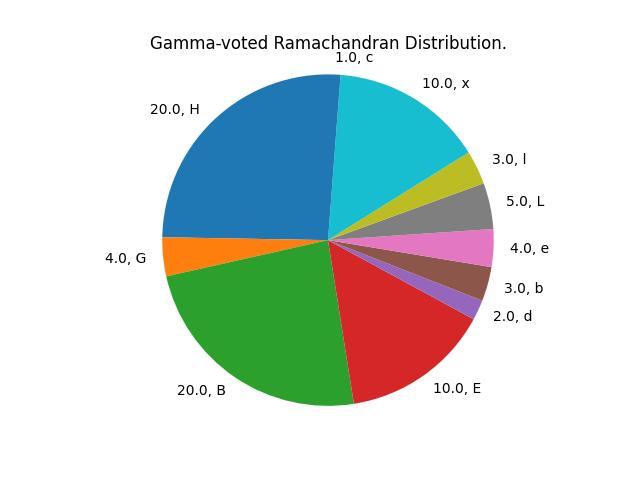 Gamma-voted Ramachandran Distribution.
1.0, c
10.0, x
20.0, H
3.0, l
5.0, L
4.0, e
4.0, G
3.0, b
2.0, d
10.0, E
20.0, B